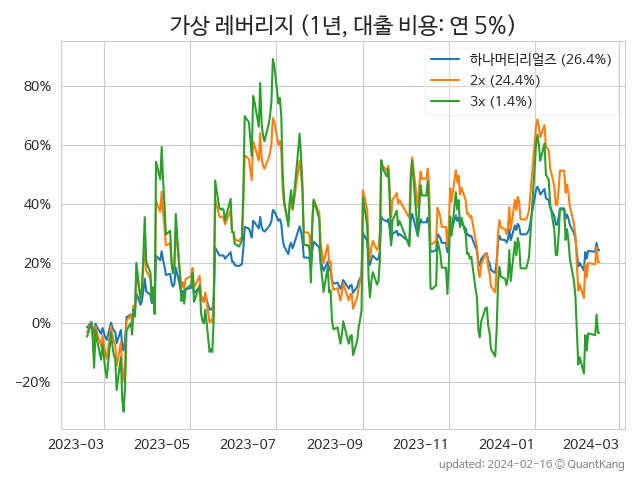 가상 레버리지 (1년, 대출 비용: 연 5%)
하나머티리얼즈 (26.4%)
2x (24.4%)
3x (1.4%)
80%
60%
40%
20%
0%
−20%
2023−03 2023−05 2023−07 2023−09 2023−11 2024−01 2024−03
updated: 2024−02−16 © QuantKang